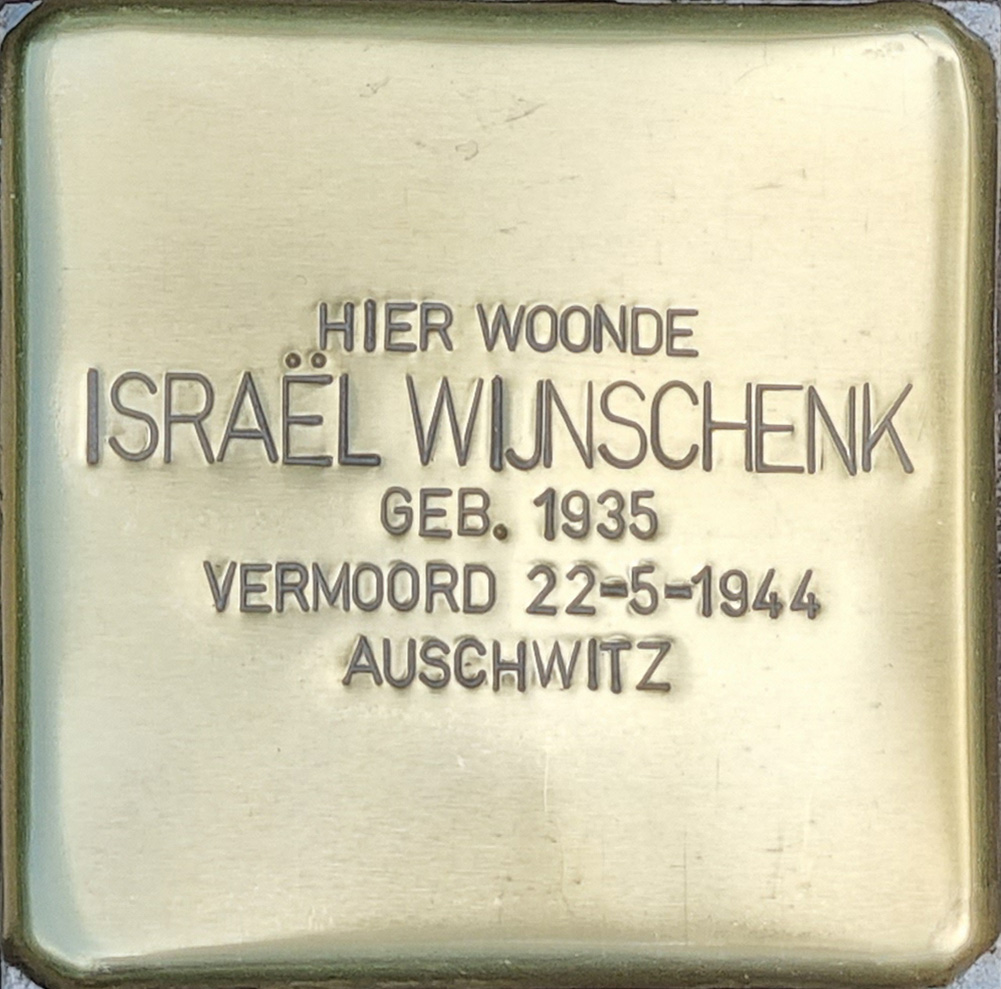 HIER WOONDE
ISRAËL WIJNSCHENK
GEB. 1935
VERMOORD 22-5-1944
AUSCHWITZ